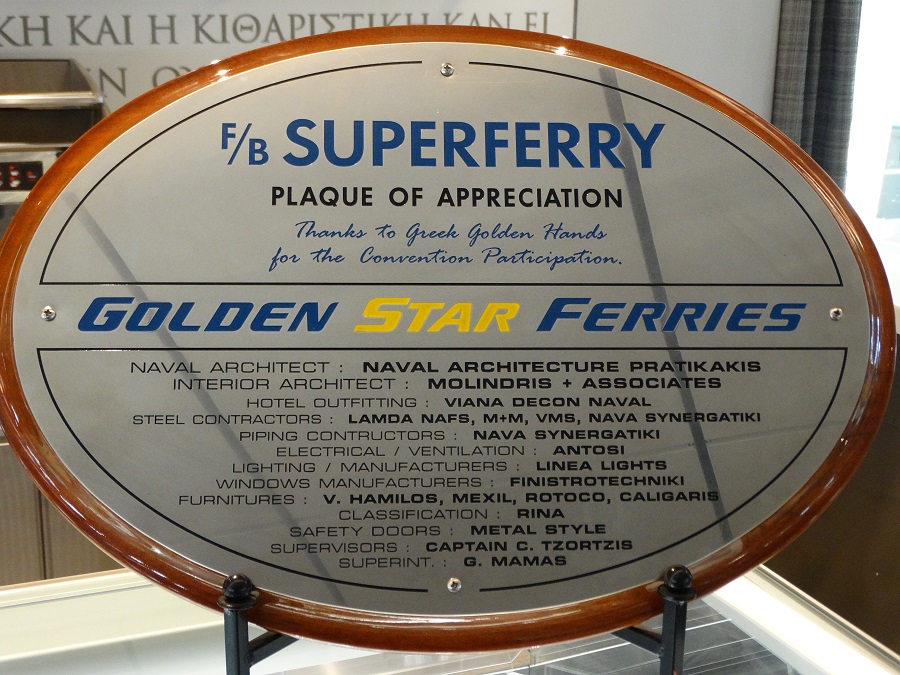 ΚΗ ΚΑΙ Η ΚΙΘΑΡΙΣΤΙΚΗ ΚΑΝ ΕΙ
F/B SUPERFERRY
PLAQUE OF APPRECIATION
Thanks to Greek Golden Hands
for the Convention Participation.
GOLDEN STAR FERRIES
NAVAL ARCHITECT : NAVAL ARCHITECTURE PRATIKAKIS
INTERIOR ARCHITECT : MOLINDRIS + ASSOCIATES
HOTEL OUTFITTING : VIANA DECON NAVAL
STEEL CONTRACTORS : LAMDA NAFS, M+M, VMS, NAVA SYNERGATIKI
PIPING CONTRUCTORS : NAVA SYNERGATIKI
ELECTRICAL / VENTILATION : ANTOSI
LIGHTING / MANUFACTURERS : LINEA LIGHTS
WINDOWS MANUFACTURERS : FINISTROTECHNIKI
FURNITURES : V. HAMILOS, MEXIL, ROTOCO, CALIGARIS
CLASSIFICATION : RINA
SAFETY DOORS : METAL STYLE
SUPERVISORS : CAPTAIN C. TZORTZIS
SUPERINT. : G. MAMAS